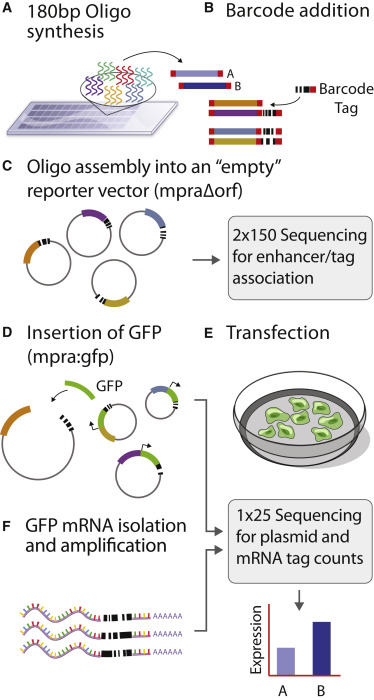 A 180bp Oligo
synthesis
A
B
B Barcode addition
Barcode
Tag
C Oligo assembly into an “empty”
reporter vector (mpraΔorf)
2x150 Sequencing
for enhancer/tag
association
D Insertion of GFP
(mpra:gfp)
GFP
E Transfection
F GFP mRNA isolation
and amplification
AAAAAA
AAAAAA
AAAAAA
1x25 Sequencing
for plasmid and
mRNA tag counts
Expression
A B